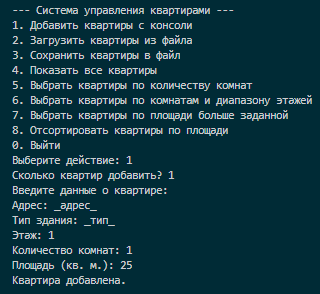 --- Система управления квартирами ---
1. Добавить квартиры с консоли
2. Загрузить квартиры из файла
3. Сохранить квартиры в файл
4. Показать все квартиры
5. Выбрать квартиры по количеству комнат
6. Выбрать квартиры по комнатам и диапазону этажей
7. Выбрать квартиры по площади больше заданной
8. Отсортировать квартиры по площади
0. Выйти
Выберите действие: 1
Сколько квартир добавить? 1
Введите данные о квартире:
Адрес: _адрес_
Тип здания: _тип_
Этаж: 1
Количество комнат: 1
Площадь (кв. м.): 25
Квартира добавлена.